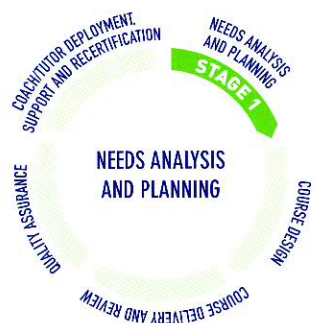 NEEDS ANALYSIS
AND PLANNING
STAGE 1
COURSE DESIGN
COURSE DELIVERY AND REVIEW
QUALITY ASSURANCE
COACH/TUTOR DEPLOYMENT,
SUPPORT AND RECERTIFICATION
NEEDS ANALYSIS
AND PLANNING